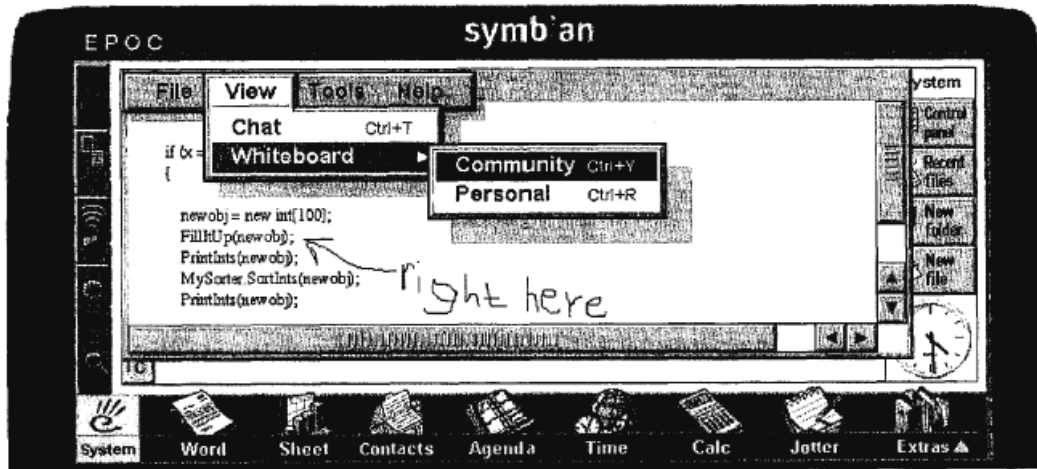 EPOC
symbian
File View Tools Help
Chat Ctrl+T
Whiteboard
Community Ctrl+Y
Personal Ctrl+R
if (x =
{
newobj = new int[100];
FillItUp(newobj);
PrintInts(newobj);
MySorter.SortInts(newobj);
PrintInts(newobj);
right here
ystem
Control
panel
Recent
files
New
folder
New
file
System Word Sheet Contacts Agenda Time Calc Jotter Extras